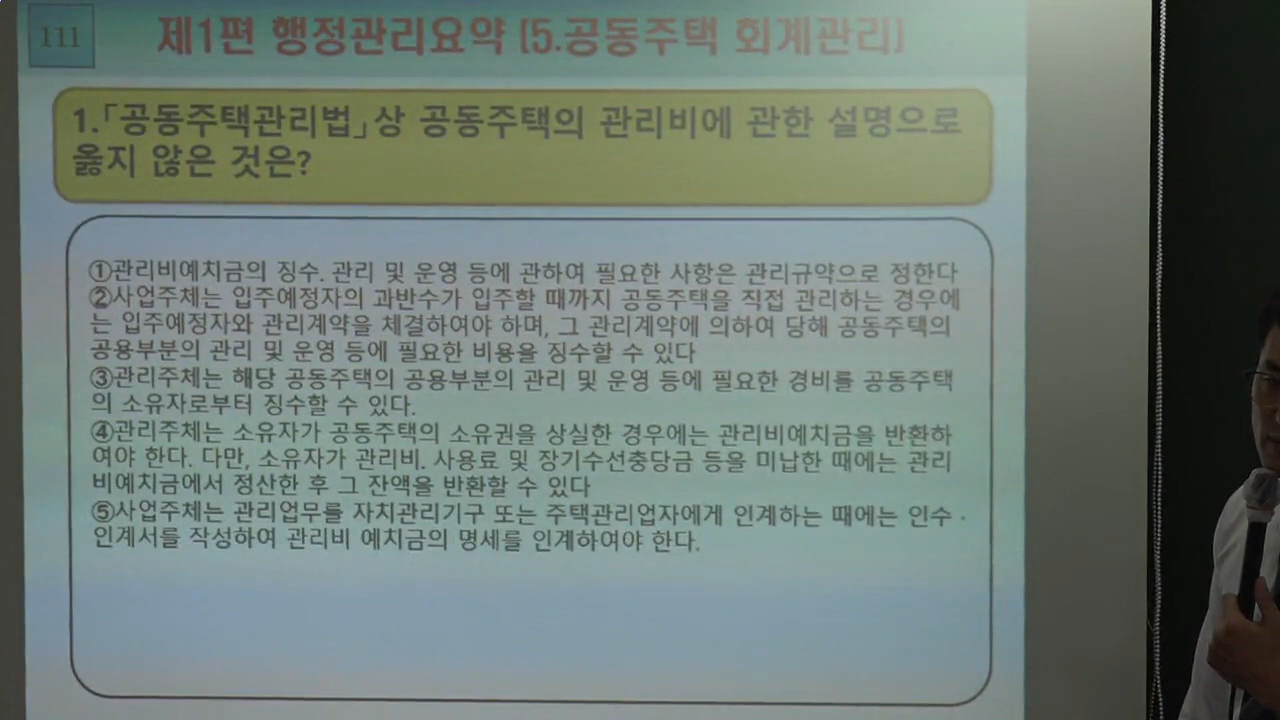 111
제1편 행정관리요약 [5.공동주택 회계관리]
1.「공동주택관리법」상 공동주택의 관리비에 관한 설명으로
옳지 않은 것은?
①관리비예치금의 징수. 관리 및 운영 등에 관하여 필요한 사항은 관리규약으로 정한다
②사업주체는 입주예정자의 과반수가 입주할 때까지 공동주택을 직접 관리하는 경우에
는 입주예정자와 관리계약을 체결하여야 하며, 그 관리계약에 의하여 당해 공동주택의
공용부분의 관리 및 운영 등에 필요한 비용을 징수할 수 있다
③관리주체는 해당 공동주택의 공용부분의 관리 및 운영 등에 필요한 경비를 공동주택
의 소유자로부터 징수할 수 있다.
④관리주체는 소유자가 공동주택의 소유권을 상실한 경우에는 관리비예치금을 반환하
여야 한다. 다만, 소유자가 관리비. 사용료 및 장기수선충당금 등을 미납한 때에는 관리
비예치금에서 정산한 후 그 잔액을 반환할 수 있다
⑤사업주체는 관리업무를 자치관리기구 또는 주택관리업자에게 인계하는 때에는 인수·
인계서를 작성하여 관리비 예치금의 명세를 인계하여야 한다.